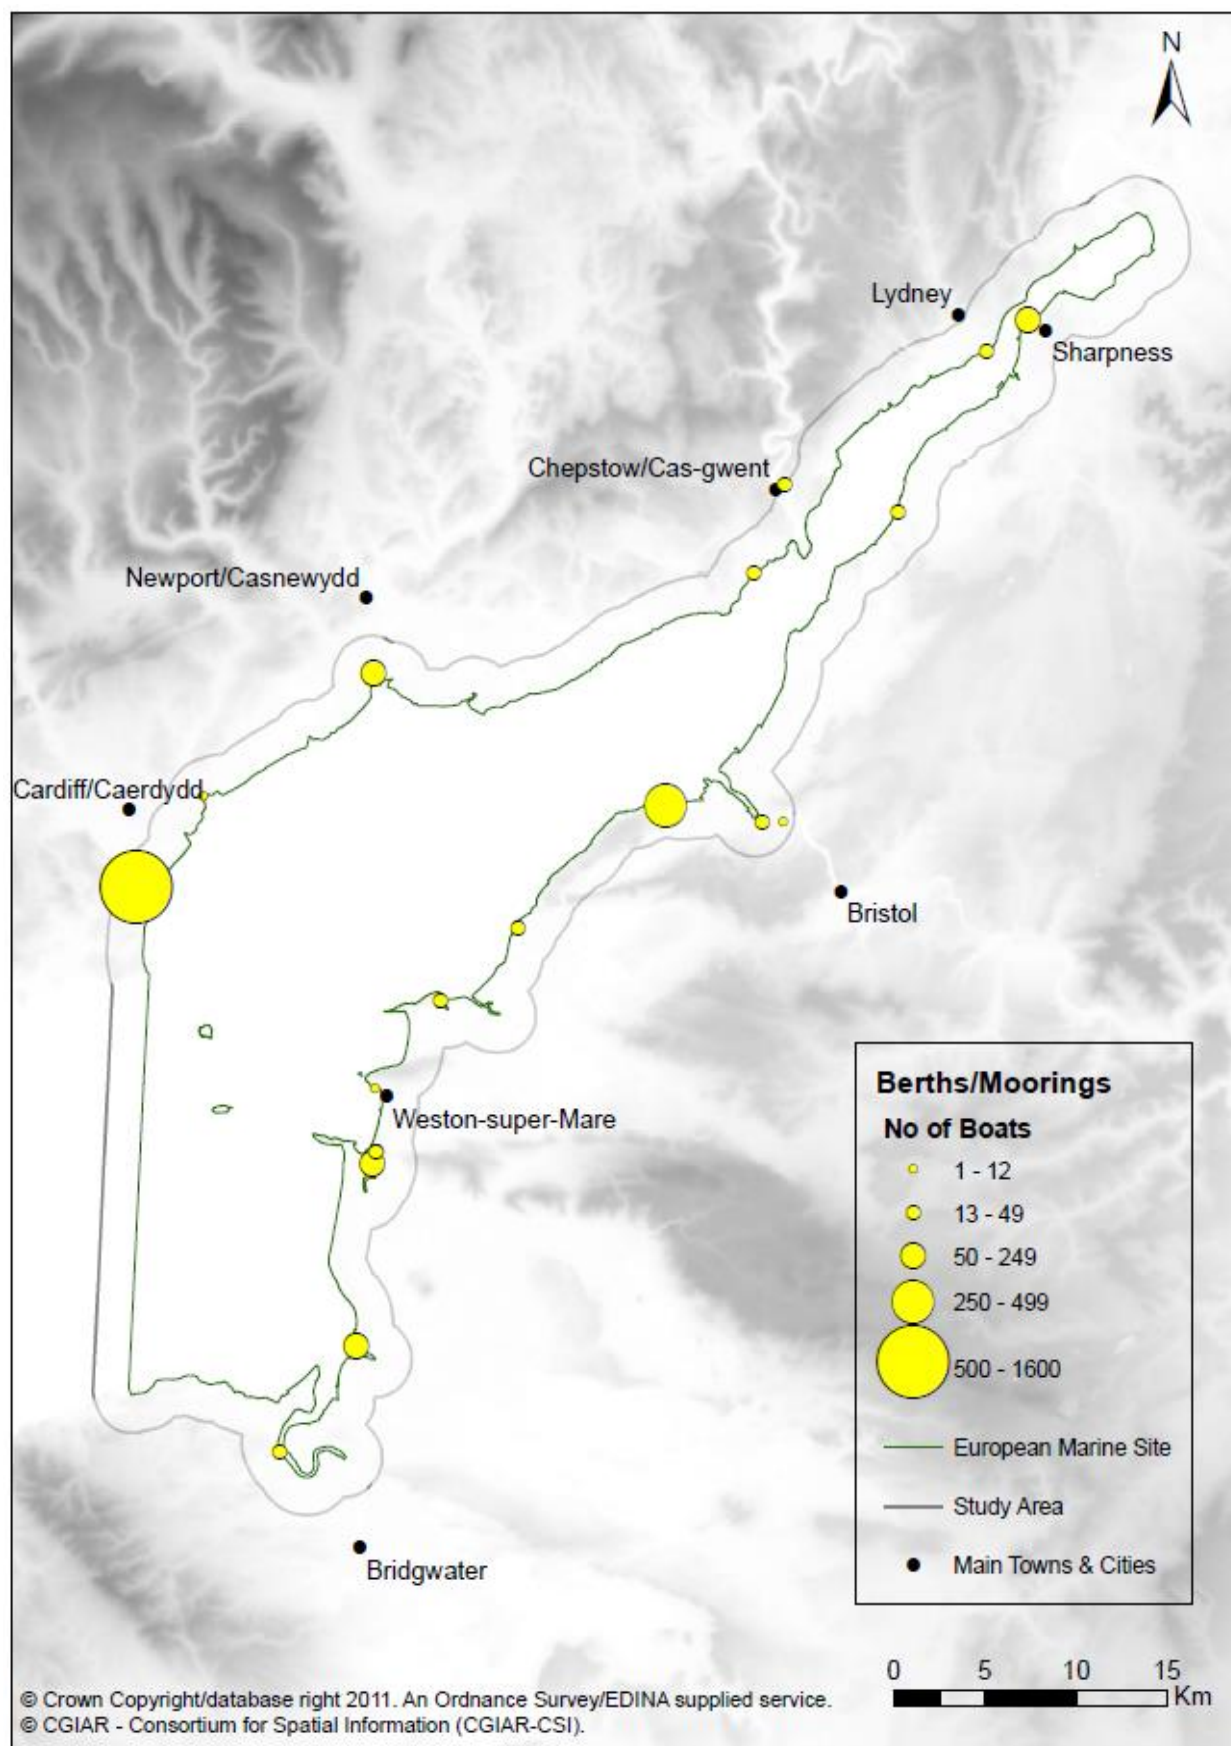 N
Lydney
Sharpness
Chepstow/Cas-gwent
Newport/Casnewydd
Cardiff/Caerdydd
Bristol
Weston-super-Mare
Bridgwater
Berths/Moorings
No of Boats
1 - 12
13 - 49
50 - 249
250 - 499
500 - 1600
European Marine Site
Study Area
Main Towns & Cities
0 5 10 15
Km
© Crown Copyright/database right 2011. An Ordnance Survey/EDINA supplied service.
© CGIAR - Consortium for Spatial Information (CGIAR-CSI).